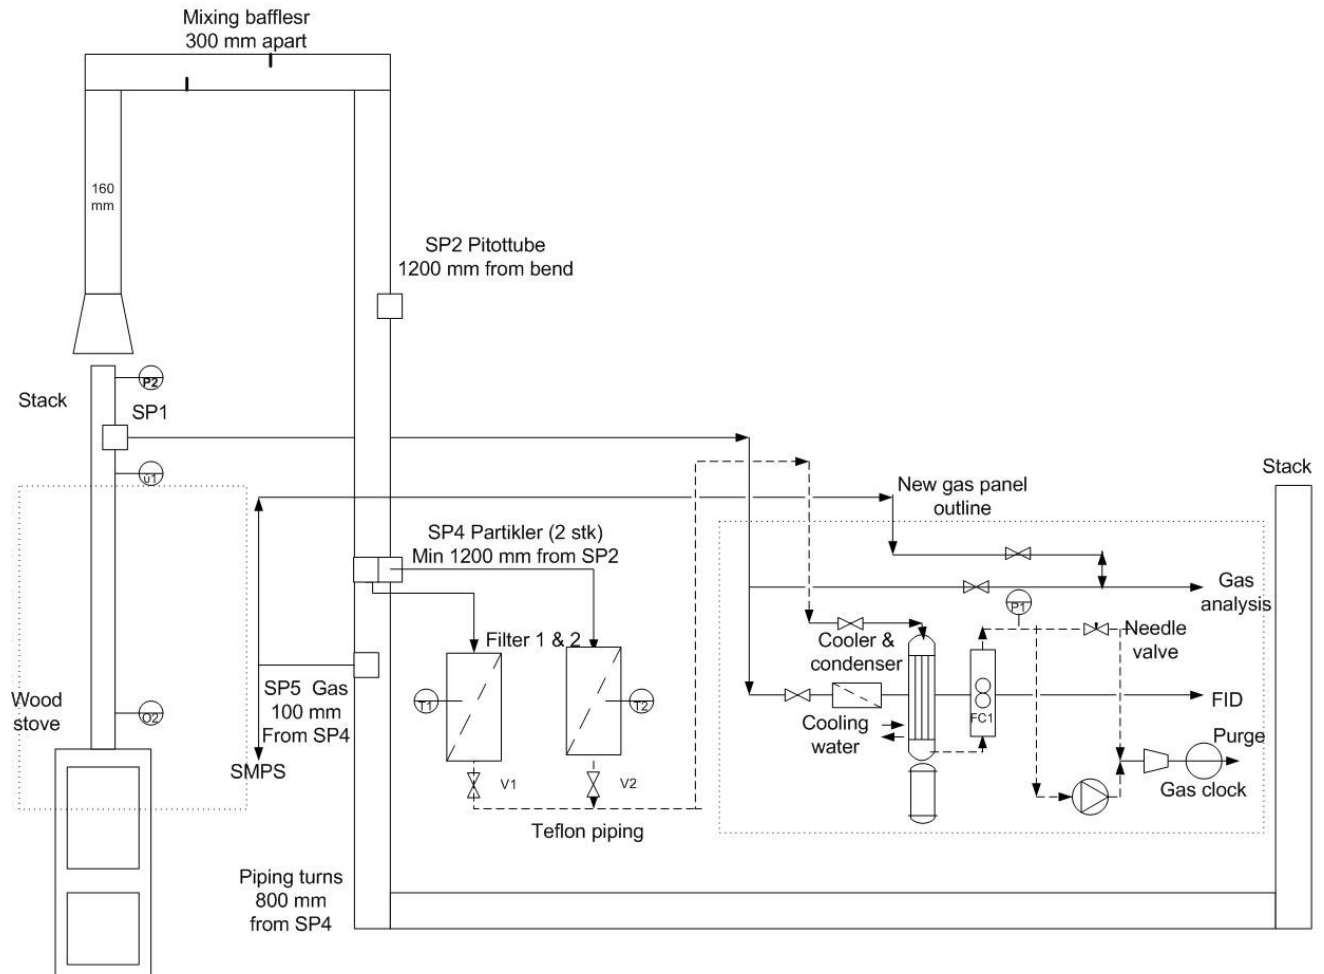 Mixing bafflesr
300 mm apart
160
mm
SP2 Pitottube
1200 mm from bend
P2
Stack
SP1
u1
Stack
New gas panel
outline
SP4 Partikler (2 stk)
Min 1200 mm from SP2
Gas
analysis
P1
Filter 1 & 2
Cooler &
condenser
Needle
valve
SP5 Gas
100 mm
From SP4
Wood
stove
O2
T1
T2
FC1
FID
Cooling
water
Purge
SMPS
V1
V2
Gas clock
Teflon piping
Piping turns
800 mm
from SP4